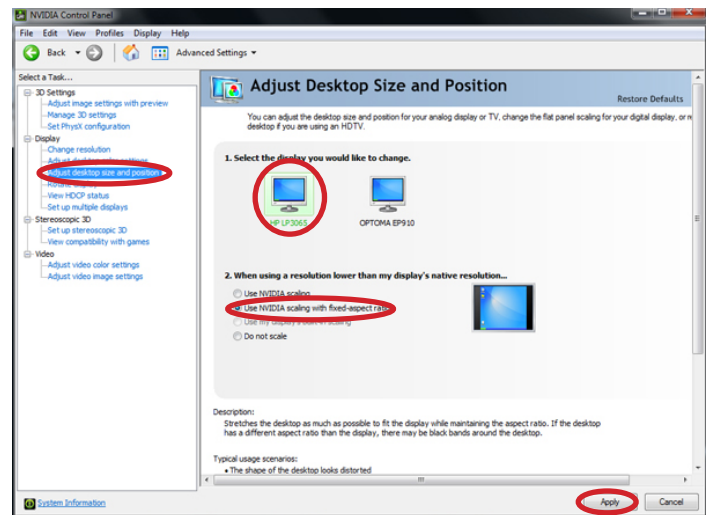 NVIDIA Control Panel
File Edit View Profiles Display Help
Back Advanced Settings
Select a Task...
3D Settings
Adjust image settings with preview
Manage 3D settings
Set PhysX configuration
Display
Change resolution
Adjust desktop size and position
View HDCP status
Set up multiple displays
Stereoscopic 3D
Set up stereoscopic 3D
View compatibility with games
Video
Adjust video color settings
Adjust video image settings
Adjust Desktop Size and Position
Restore Defaults
You can adjust the desktop size and position for your analog display or TV, change the flat panel scaling for your digital display, or
desktop if you are using an HDTV.
1. Select the display you would like to change.
HP LP3065
OPTOMA EP910
2. When using a resolution lower than my display's native resolution...
Use NVIDIA scaling
Use NVIDIA scaling with fixed-aspect ratio
Use my display's built-in scaling
Do not scale
Description:
Stretches the desktop as much as possible to fit the display while maintaining the aspect ratio. If the desktop
has a different aspect ratio than the display, there may be black bands around the desktop.
Typical usage scenarios:
• The shape of the desktop looks distorted
System Information
Apply
Cancel